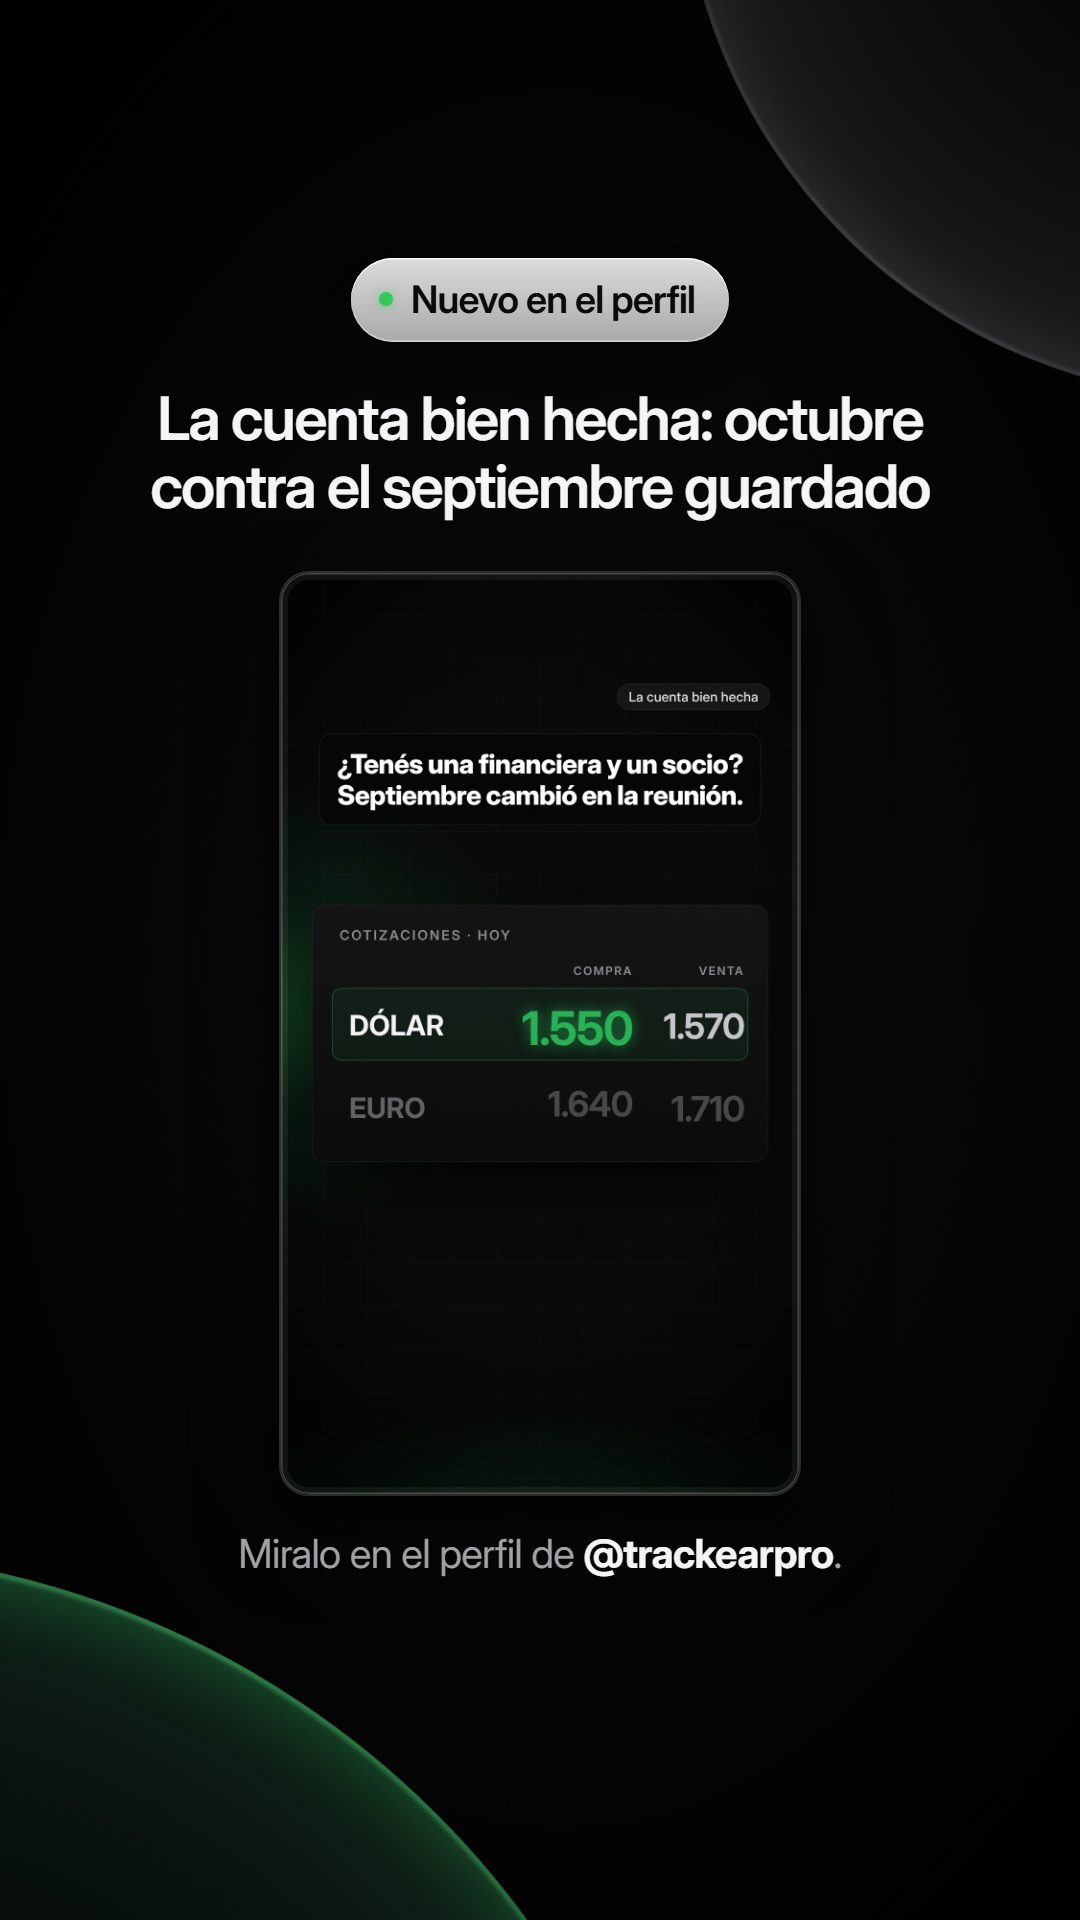 Nuevo en el perfil
La cuenta bien hecha: octubre
contra el septiembre guardado
La cuenta bien hecha
¿Tenés una financiera y un socio?
Septiembre cambió en la reunión.
COTIZACIONES · HOY
COMPRA VENTA
DÓLAR 1.550 1.570
EURO 1.640 1.710
Miralo en el perfil de @trackearpro.